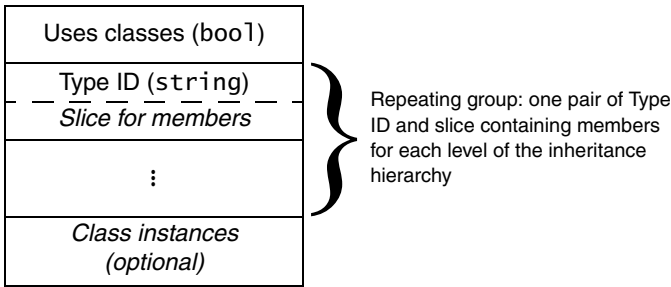 Uses classes (bool)
Type ID (string)
Slice for members
⋮
Class instances
(optional)
Repeating group: one pair of Type
ID and slice containing members
for each level of the inheritance
hierarchy